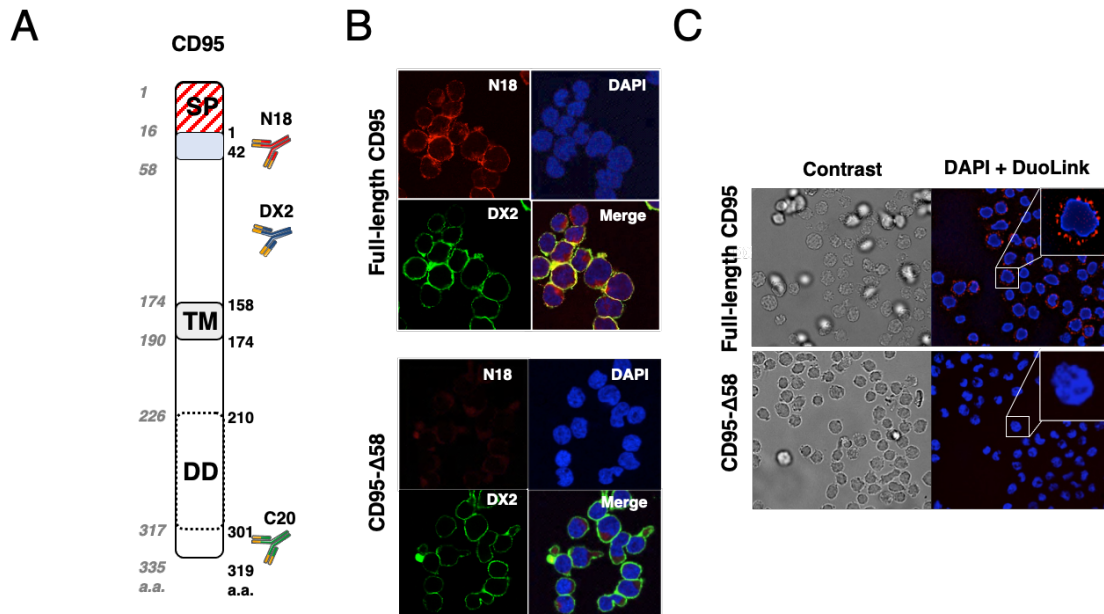 A
CD95
1
SP
N18
16
1
42
58
DX2
174
158
TM
190
174
226
210
DD
317
301
C20
335
319
a.a.
a.a.
B
Full-length CD95
N18
DAPI
DX2
Merge
CD95-Δ58
N18
DAPI
DX2
Merge
C
Contrast
DAPI + DuoLink
Full-length CD95
CD95-Δ58